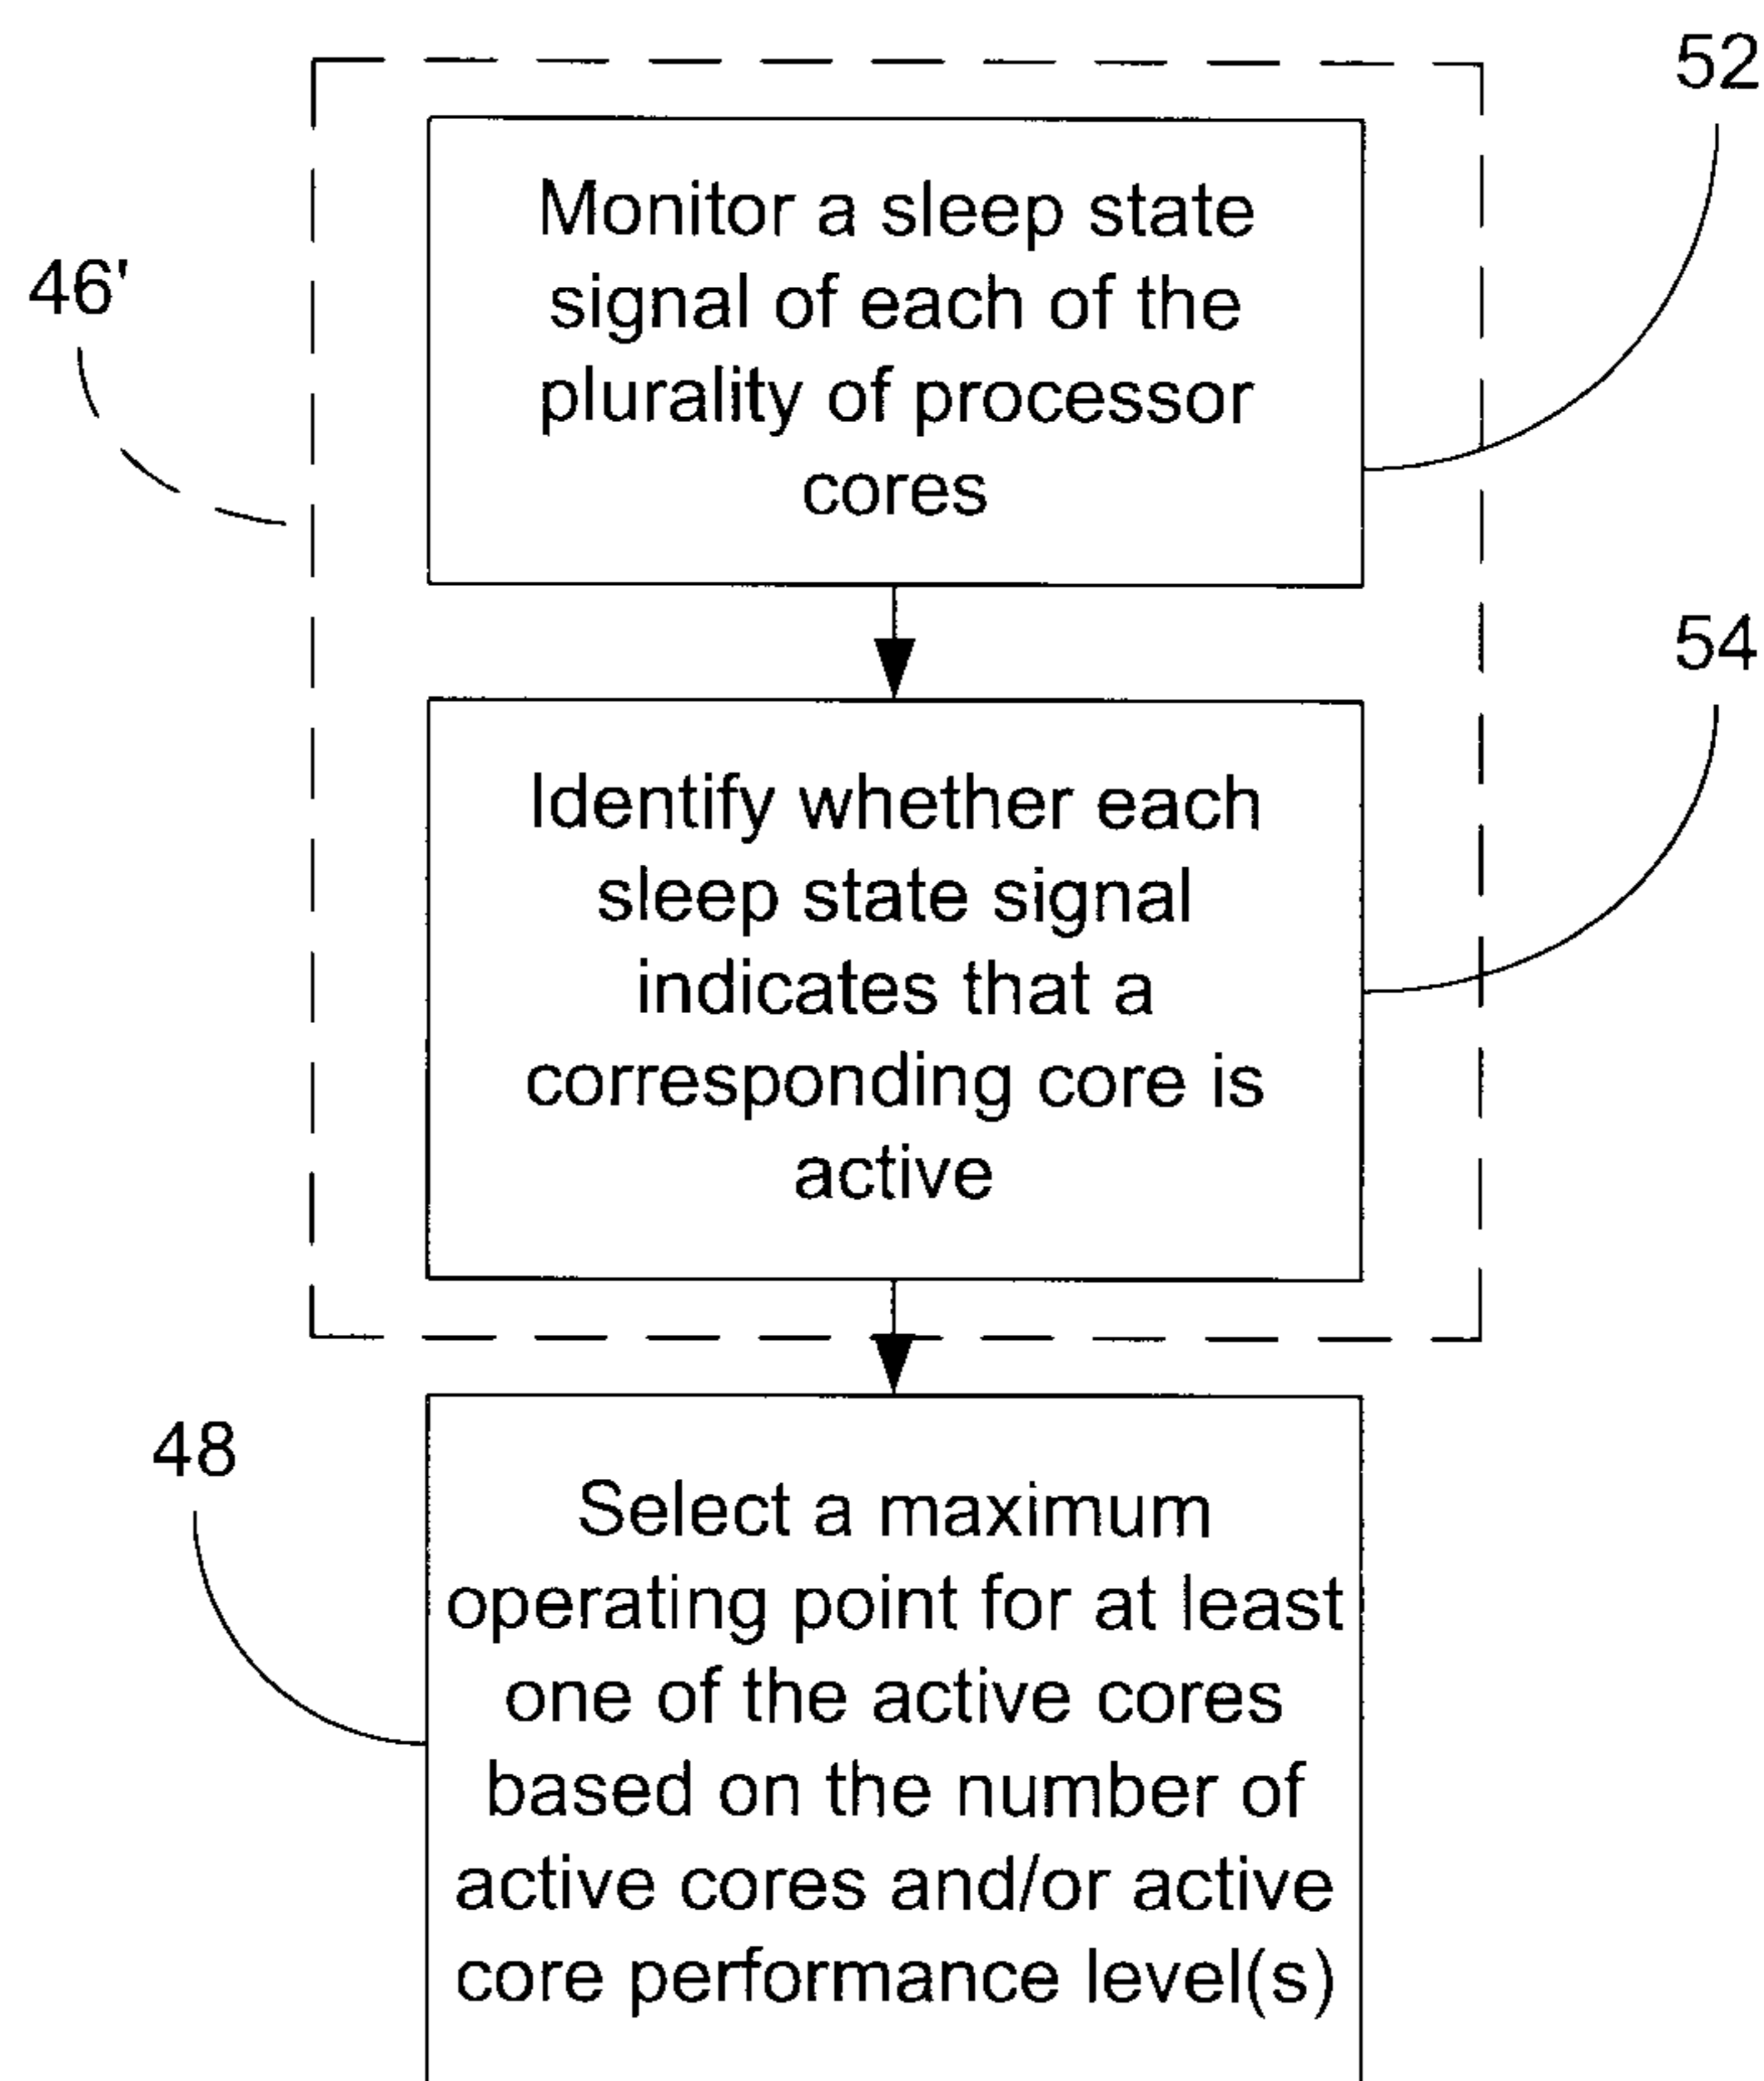 52
Monitor a sleep state
signal of each of the
plurality of processor
cores
46'
54
Identify whether each
sleep state signal
indicates that a
corresponding core is
active
48
Select a maximum
operating point for at least
one of the active cores
based on the number of
active cores and/or active
core performance level(s)